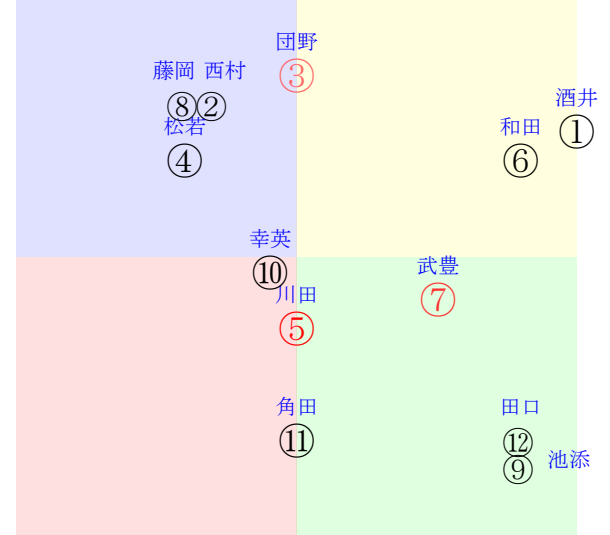 団野
③
藤岡 西村
⑧②
松若
④
酒井
①
和田
⑥
幸英
⑩
武豊
⑦
川田
⑤
角田
⑪
田口
⑫
池添
⑨